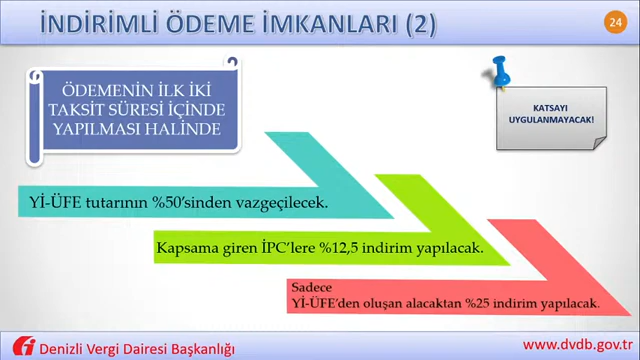 İNDİRİMLİ ÖDEME İMKANLARI (2)
24
ÖDEMENİN İLK İKİ
TAKSİT SÜRESİ İÇİNDE
YAPILMASI HALİNDE
KATSAYI
UYGULANMAYACAK!
Yİ-ÜFE tutarının %50’sinden vazgeçilecek.
Kapsama giren İPC’lere %12,5 indirim yapılacak.
Sadece
Yİ-ÜFE’den oluşan alacaktan %25 indirim yapılacak.
Denizli Vergi Dairesi Başkanlığı
www.dvdb.gov.tr